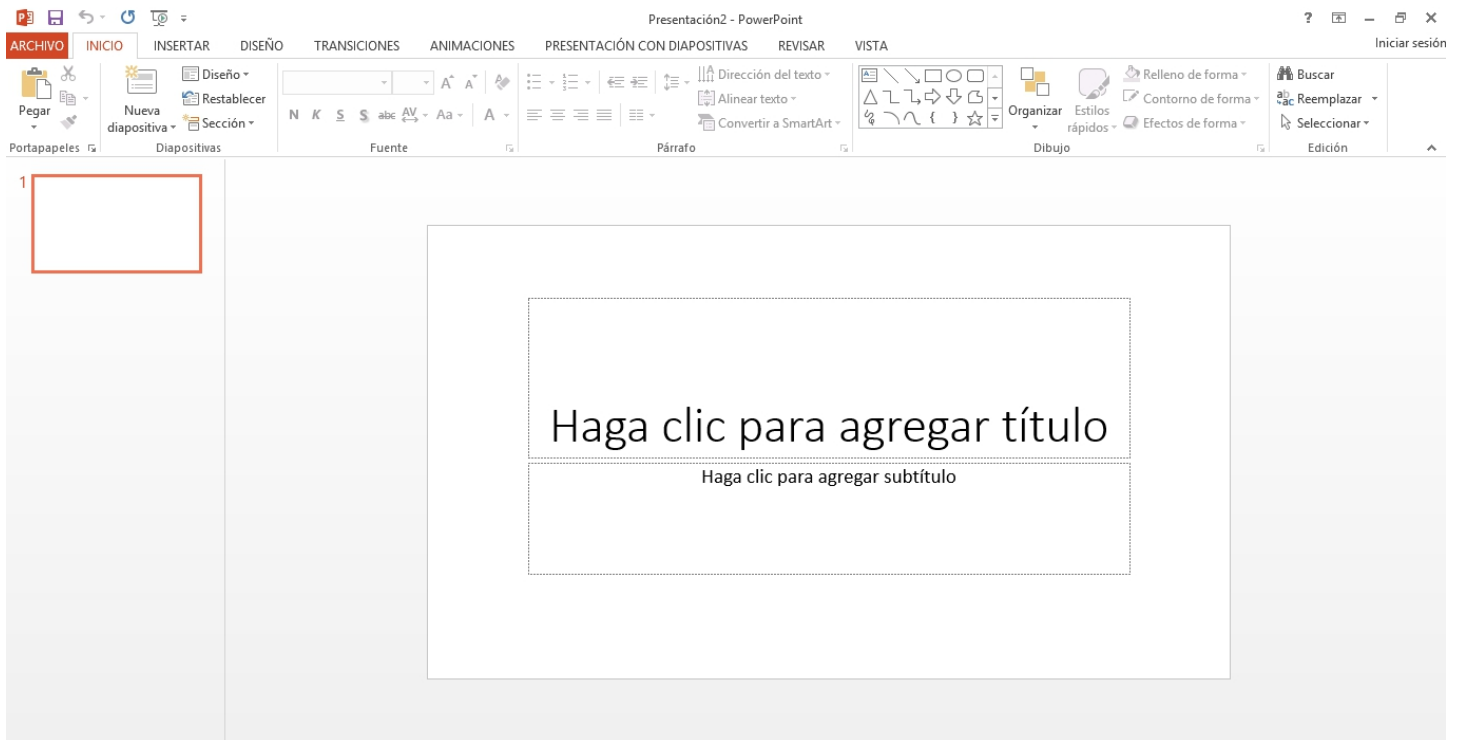 Presentación2 - PowerPoint
ARCHIVO INICIO INSERTAR DISEÑO TRANSICIONES ANIMACIONES PRESENTACIÓN CON DIAPOSITIVAS REVISAR VISTA Iniciar sesión
Pegar
Portapapeles
Nueva
diapositiva
Diseño
Restablecer
Sección
Diapositivas
N K S S abc AV Aa A
Fuente
Dirección del texto
Alinear texto
Convertir a SmartArt
Párrafo
Organizar
Estilos
rápidos
Relleno de forma
Contorno de forma
Efectos de forma
Dibujo
Buscar
Reemplazar
Seleccionar
Edición
1
Haga clic para agregar título
Haga clic para agregar subtítulo